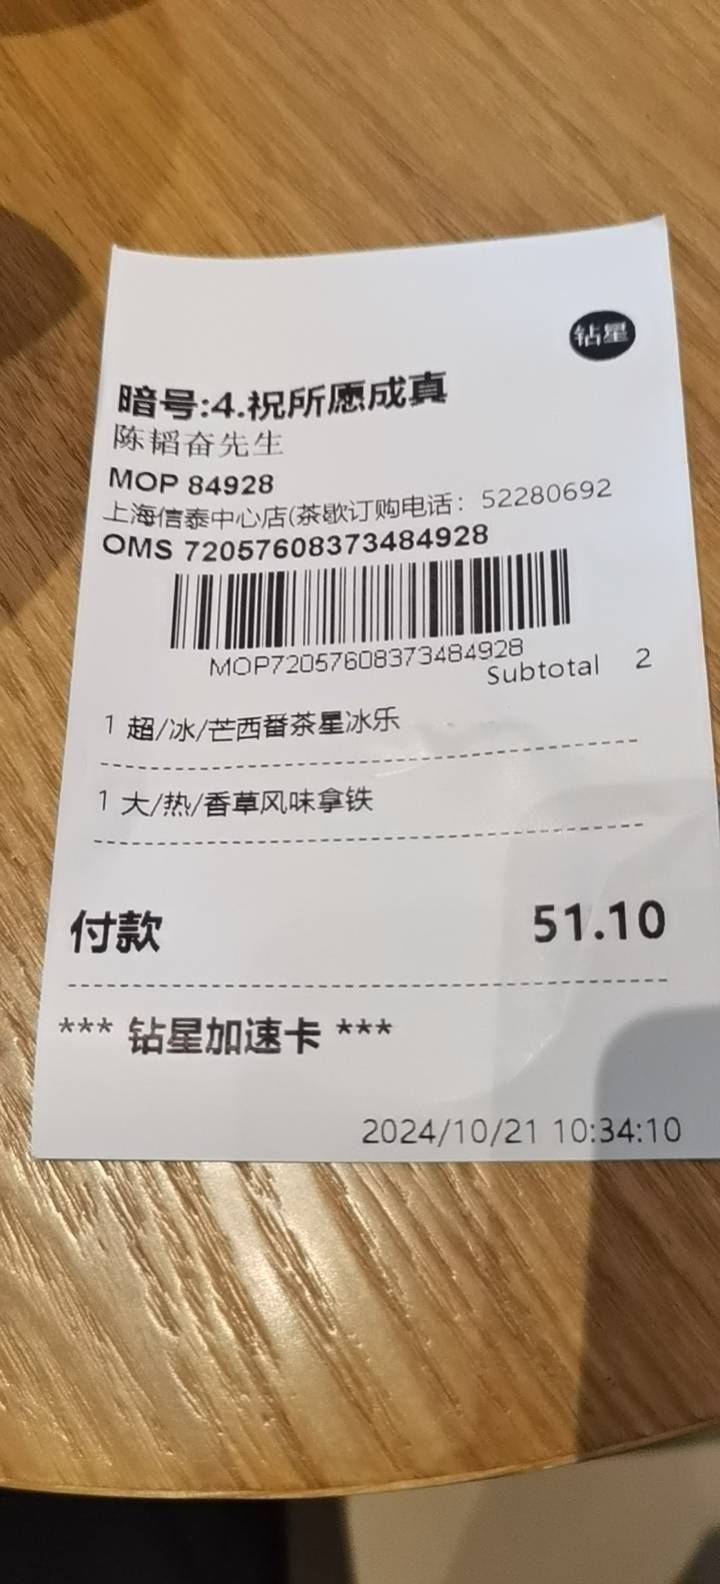 钻星
暗号:4.祝所愿成真
陈韬奋先生
MOP 84928
上海信泰中心店(茶歇订购电话：52280692
OMS 72057608373484928
MOP72057608373484928
Subtotal 2
1 超/冰/芒西番茶星冰乐
1 大/热/香草风味拿铁
付款 51.10
*** 钻星加速卡 ***
2024/10/21 10:34:10